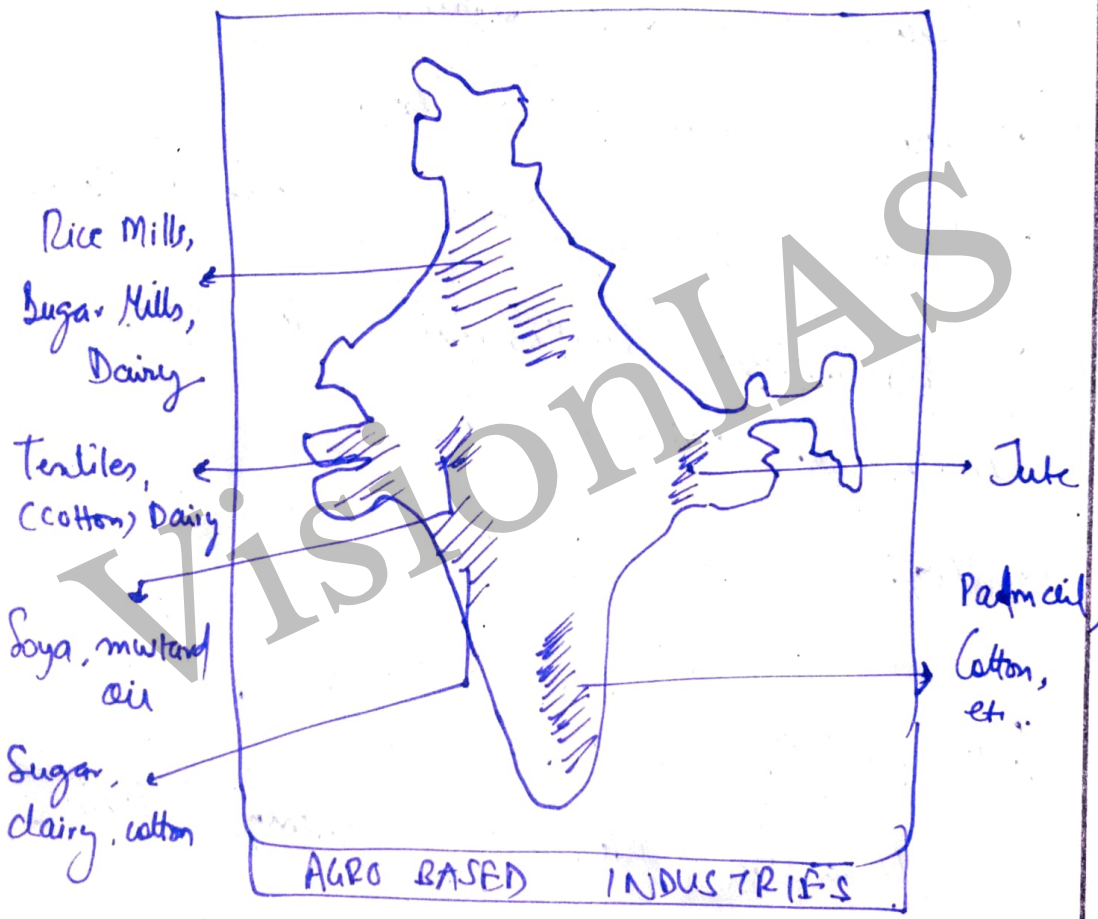 Rice Mills,
Sugar Mills,
Dairy
Textiles,
(Cotton) Dairy
Soya, mustard
oil
Sugar,
dairy, cotton
Jute
Palm oil,
Cotton,
etc..
AGRO BASED INDUSTRIES
VisionIAS